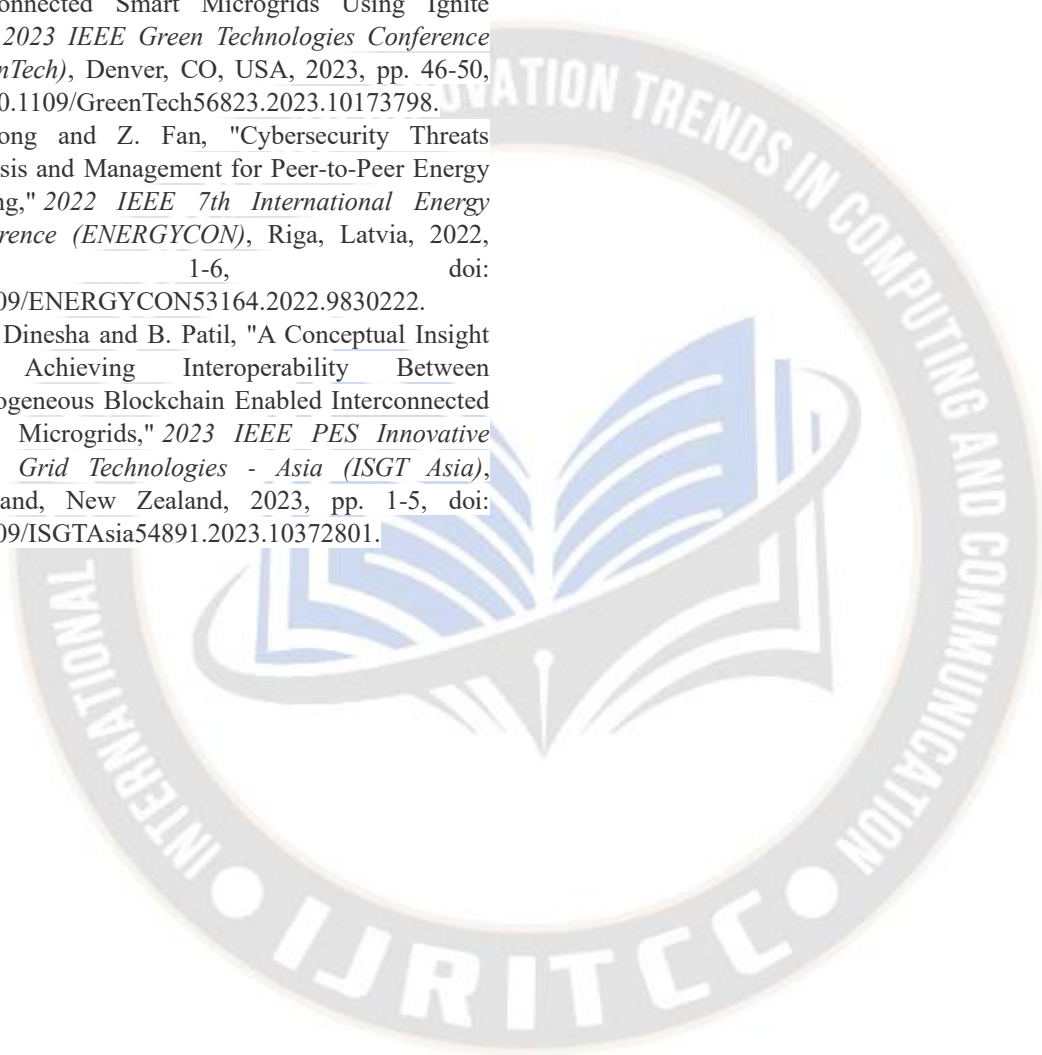 onnected Smart Microgrids Using Ignite
2023 IEEE Green Technologies Conference
nTech), Denver, CO, USA, 2023, pp. 46-50,
0.1109/GreenTech56823.2023.10173798.
ong and Z. Fan, "Cybersecurity Threats
sis and Management for Peer-to-Peer Energy
ng," 2022 IEEE 7th International Energy
rence (ENERGYCON), Riga, Latvia, 2022,
1-6, doi:
09/ENERGYCON53164.2022.9830222.
Dinesha and B. Patil, "A Conceptual Insight
Achieving Interoperability Between
ogeneous Blockchain Enabled Interconnected
Microgrids," 2023 IEEE PES Innovative
Grid Technologies - Asia (ISGT Asia),
and, New Zealand, 2023, pp. 1-5, doi:
09/ISGTAsia54891.2023.10372801.
INTERNATIONAL
OVATION TRENDS IN COMPUTING AND COMMUNICATION
IJRITCC